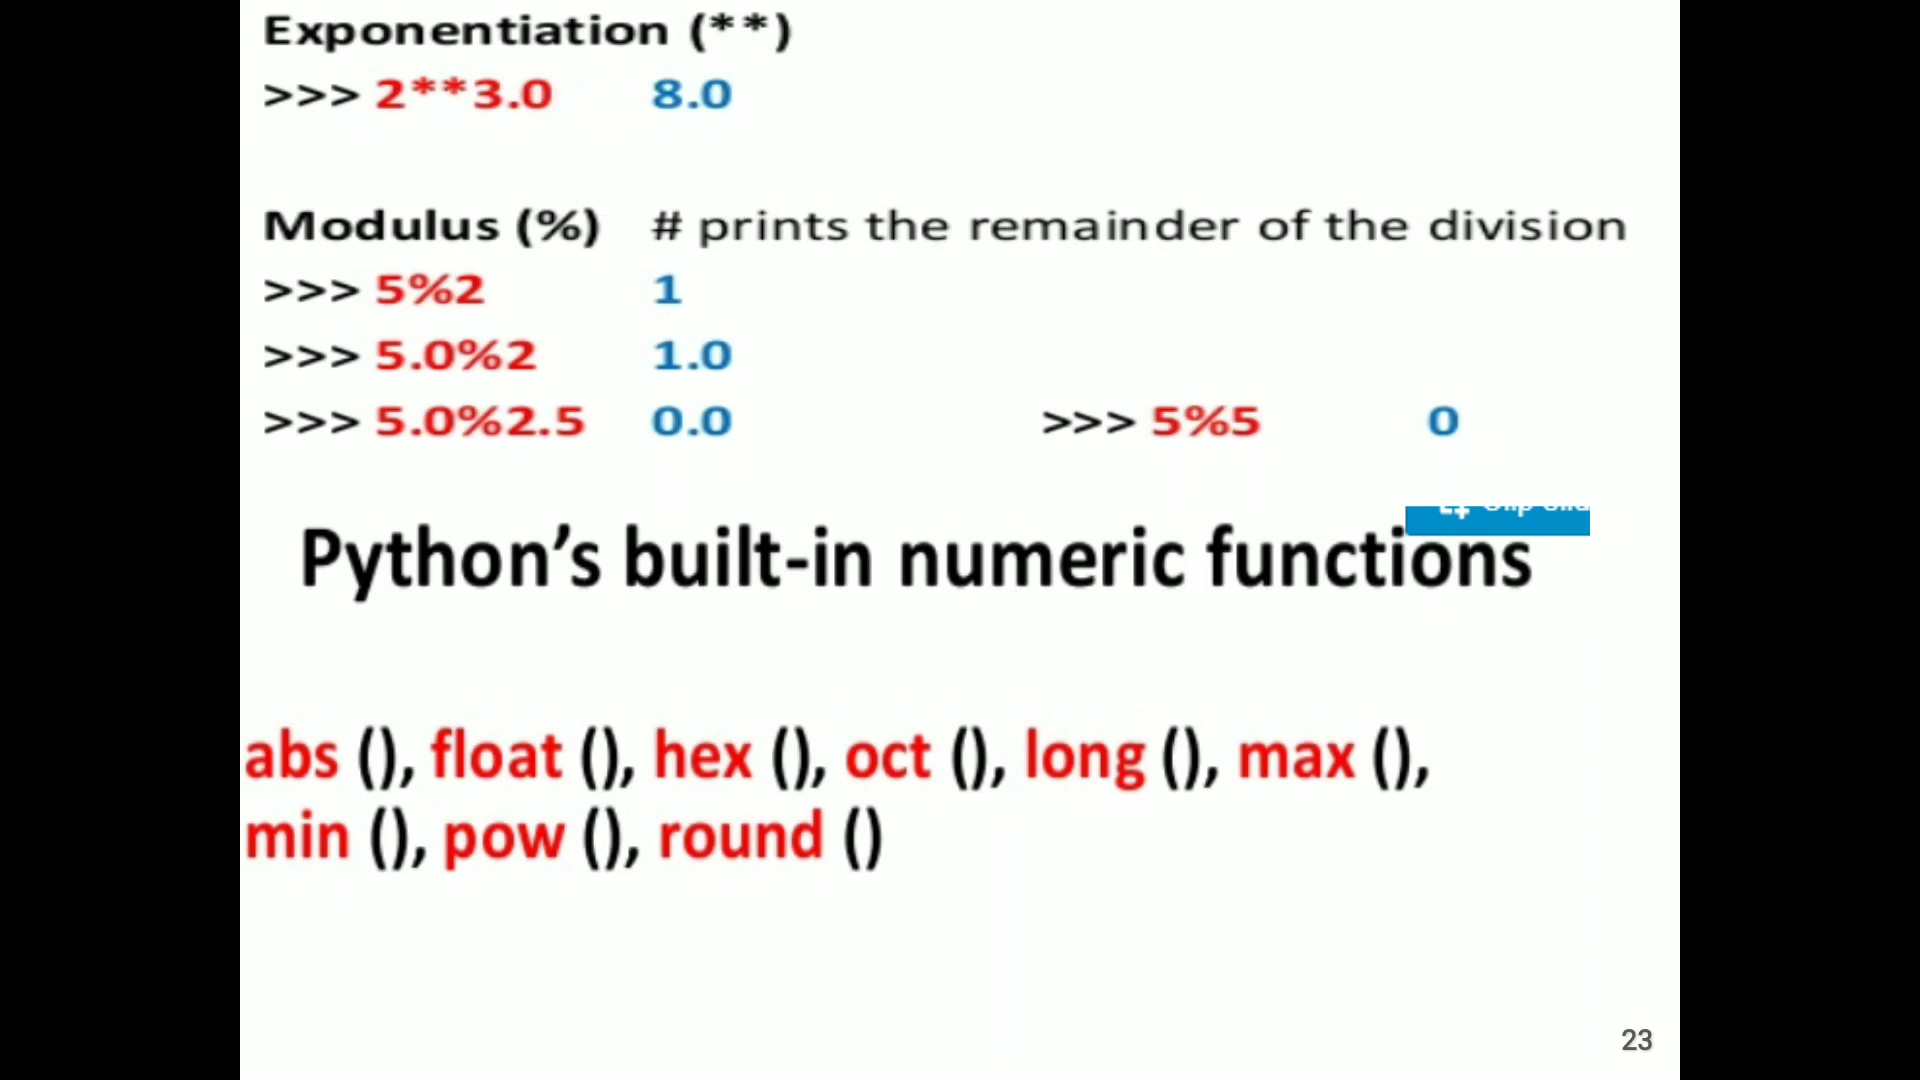 Exponentiation (**)
>>> 2**3.0 8.0
Modulus (%) # prints the remainder of the division
>>> 5%2 1
>>> 5.0%2 1.0
>>> 5.0%2.5 0.0 >>> 5%5 0
Python's built-in numeric functions
abs (), float (), hex (), oct (), long (), max (),
min (), pow (), round ()
23